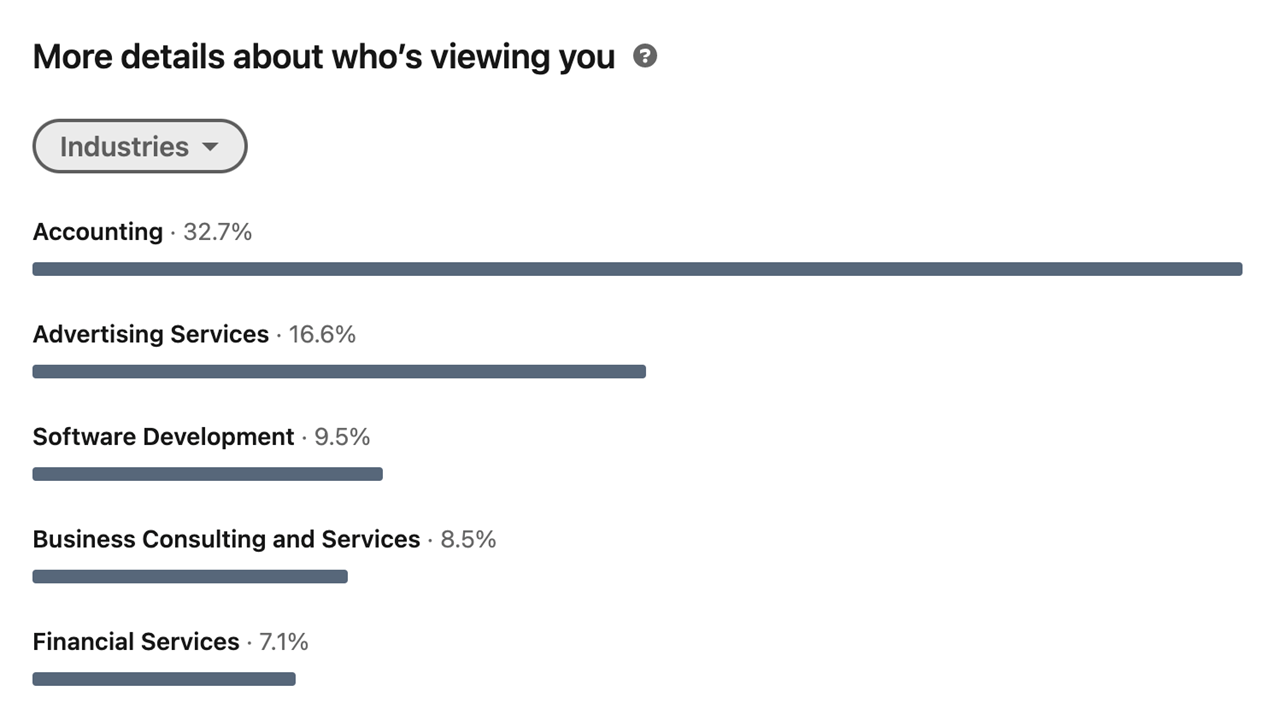 More details about who’s viewing you ?
Industries
Accounting · 32.7%
Advertising Services · 16.6%
Software Development · 9.5%
Business Consulting and Services · 8.5%
Financial Services · 7.1%